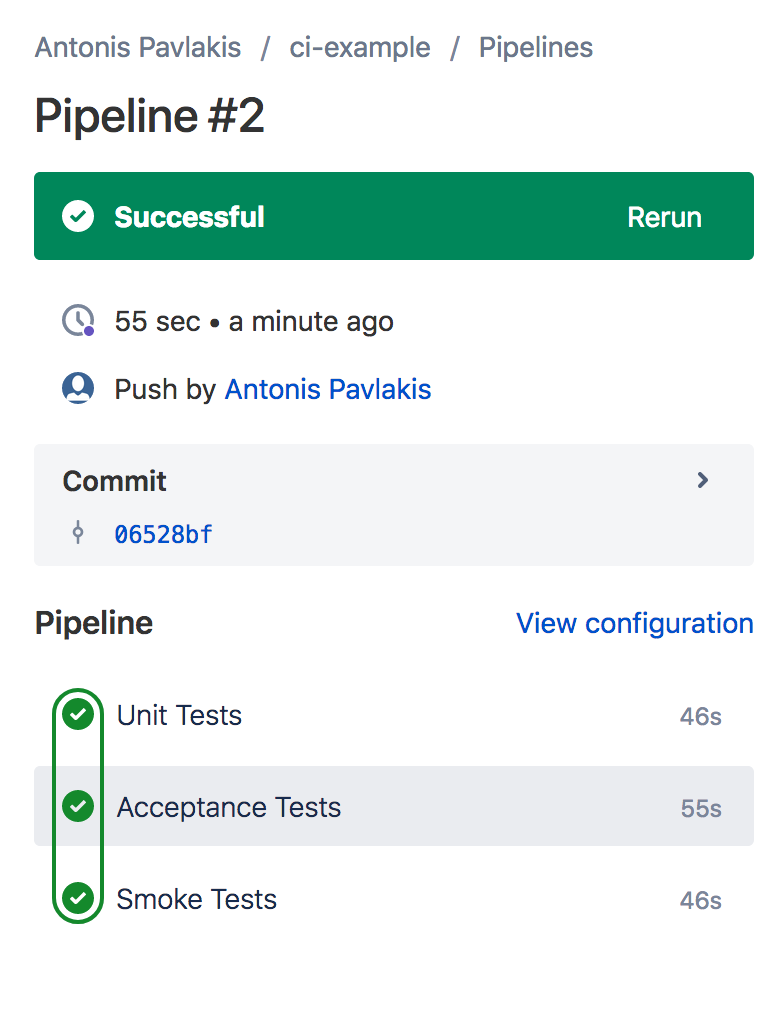 Antonis Pavlakis / ci-example / Pipelines
Pipeline #2
Successful Rerun
55 sec • a minute ago
Push by Antonis Pavlakis
Commit
06528bf
Pipeline View configuration
Unit Tests 46s
Acceptance Tests 55s
Smoke Tests 46s